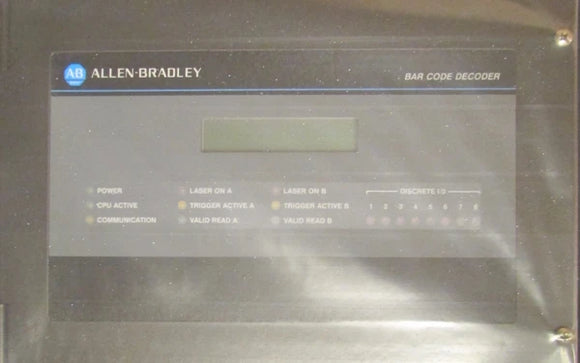 AB ALLEN-BRADLEY BAR CODE DECODER
POWER LASER ON A LASER ON B DISCRETE I/O
CPU ACTIVE TRIGGER ACTIVE A TRIGGER ACTIVE B 1 2 3 4 5 6 7 8
COMMUNICATION VALID READ A VALID READ B